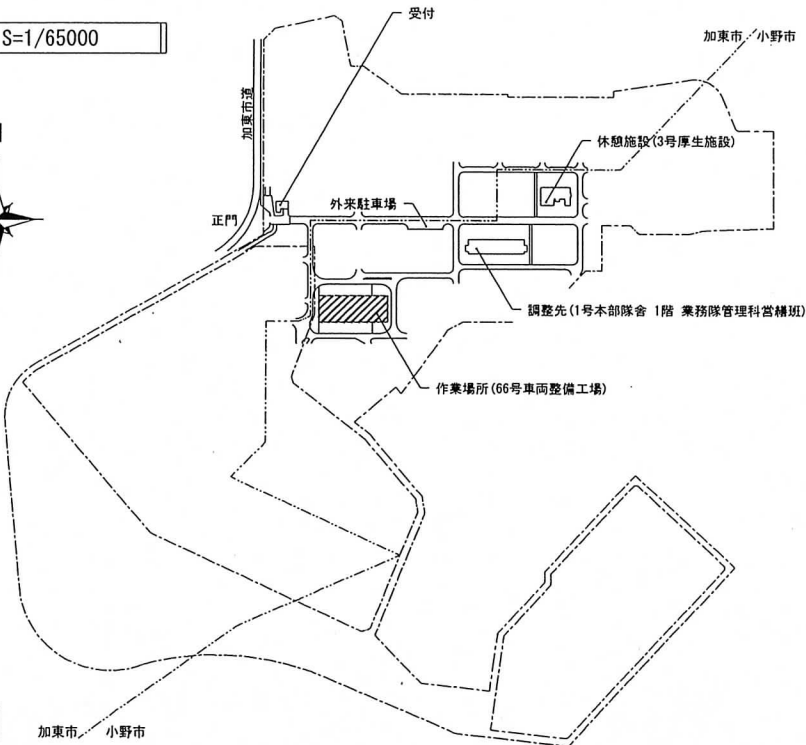 S=1/65000
受付
加東市 小野市
加東市道
休憩施設(3号厚生施設)
外来駐車場
正門
調整先(1号本部隊舎 1階 業務隊管理科営繕班)
作業場所(66号車両整備工場)
加東市 小野市